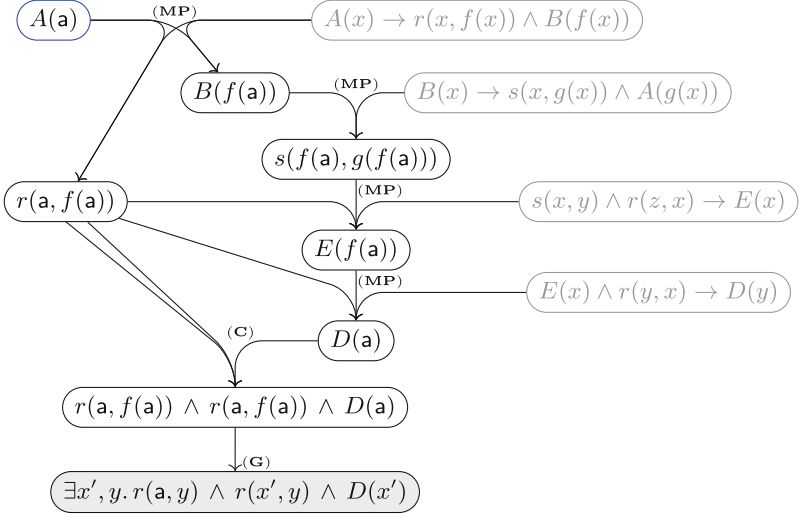 A(a) (MP) A(x) → r(x, f(x)) ∧ B(f(x))
B(f(a)) (MP) B(x) → s(x, g(x)) ∧ A(g(x))
s(f(a), g(f(a)))
r(a, f(a)) (MP) s(x, y) ∧ r(z, x) → E(x)
E(f(a))
(MP) E(x) ∧ r(y, x) → D(y)
(C) D(a)
r(a, f(a)) ∧ r(a, f(a)) ∧ D(a)
(G)
∃x′, y. r(a, y) ∧ r(x′, y) ∧ D(x′)